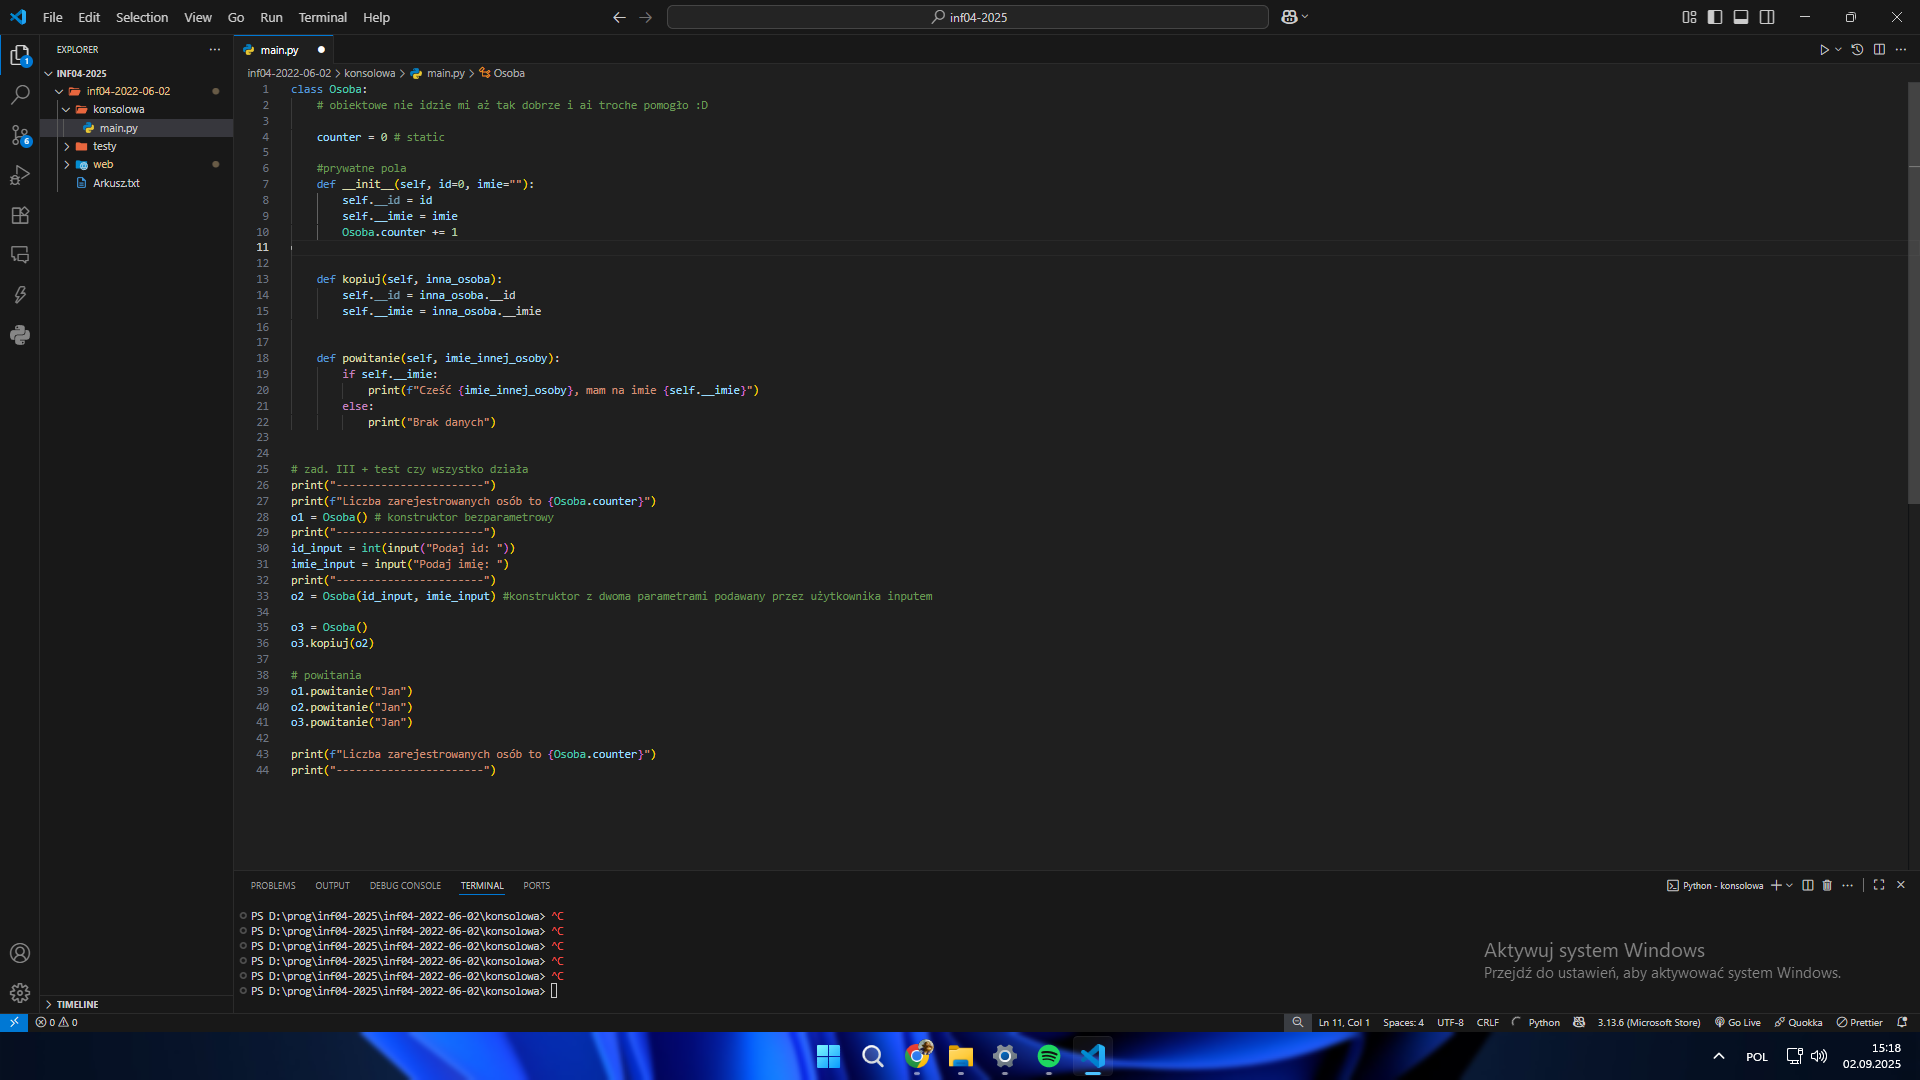 File Edit Selection View Go Run Terminal Help
inf04-2025
EXPLORER
INF04-2025
inf04-2022-06-02
konsolowa
main.py
testy
web
Arkusz.txt
TIMELINE
1
6
main.py
inf04-2022-06-02 > konsolowa > main.py > Osoba
1 class Osoba:
2 # obiektowe nie idzie mi aż tak dobrze i ai troche pomogło :D
3
4 counter = 0 # static
5
6 #prywatne pola
7 def __init__(self, id=0, imie=""):
8 self.__id = id
9 self.__imie = imie
10 Osoba.counter += 1
11
12
13 def kopiuj(self, inna_osoba):
14 self.__id = inna_osoba.__id
15 self.__imie = inna_osoba.__imie
16
17
18 def powitanie(self, imie_innej_osoby):
19 if self.__imie:
20 print(f"Cześć {imie_innej_osoby}, mam na imie {self.__imie}")
21 else:
22 print("Brak danych")
23
24
25 # zad. III + test czy wszystko działa
26 print("-----------------------")
27 print(f"Liczba zarejestrowanych osób to {Osoba.counter}")
28 o1 = Osoba() # konstruktor bezparametrowy
29 print("-----------------------")
30 id_input = int(input("Podaj id: "))
31 imie_input = input("Podaj imię: ")
32 print("-----------------------")
33 o2 = Osoba(id_input, imie_input) #konstruktor z dwoma parametrami podawany przez użytkownika inputem
34
35 o3 = Osoba()
36 o3.kopiuj(o2)
37
38 # powitania
39 o1.powitanie("Jan")
40 o2.powitanie("Jan")
41 o3.powitanie("Jan")
42
43 print(f"Liczba zarejestrowanych osób to {Osoba.counter}")
44 print("-----------------------")
PROBLEMS OUTPUT DEBUG CONSOLE TERMINAL PORTS
Python - konsolowa
PS D:\prog\inf04-2025\inf04-2022-06-02\konsolowa> ^C
PS D:\prog\inf04-2025\inf04-2022-06-02\konsolowa> ^C
PS D:\prog\inf04-2025\inf04-2022-06-02\konsolowa> ^C
PS D:\prog\inf04-2025\inf04-2022-06-02\konsolowa> ^C
PS D:\prog\inf04-2025\inf04-2022-06-02\konsolowa> ^C
PS D:\prog\inf04-2025\inf04-2022-06-02\konsolowa>
Aktywuj system Windows
Przejdź do ustawień, aby aktywować system Windows.
0 0
Ln 11, Col 1 Spaces: 4 UTF-8 CRLF Python 3.13.6 (Microsoft Store) Go Live Quokka Prettier
POL
15:18
02.09.2025